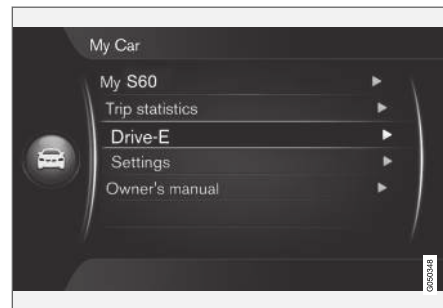 My Car
My S60
Trip statistics
Drive-E
Settings
Owner's manual
G050348